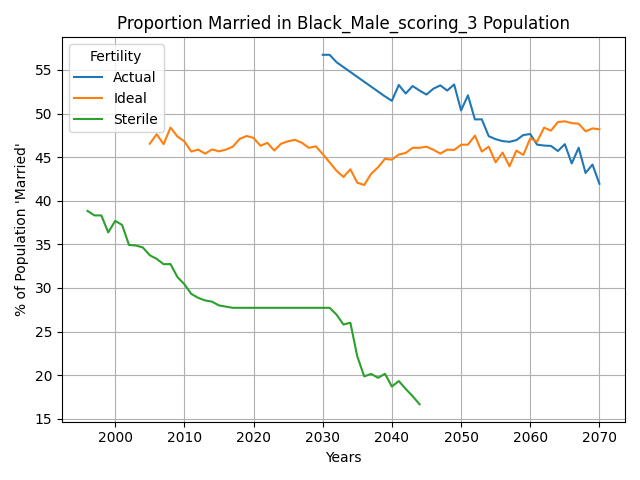 Proportion Married in Black_Male_scoring_3 Population
% of Population 'Married'
Fertility
Actual
Ideal
Sterile
55
50
45
40
35
30
25
20
15
2000 2010 2020 2030 2040 2050 2060 2070
Years